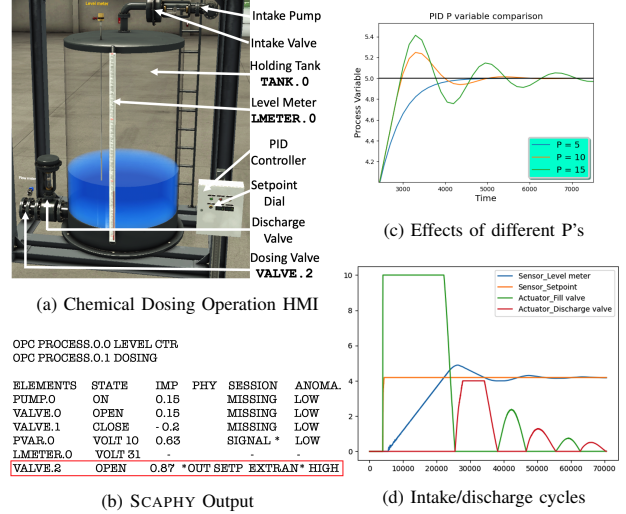 Level meter
Intake Pump
Intake Valve
Holding Tank
TANK.0
Level Meter
LMETER.0
PID
Controller
Setpoint
Dial
Discharge
Valve
Dosing Valve
VALVE.2
Flow meter
(a) Chemical Dosing Operation HMI
OPC PROCESS.0.0 LEVEL CTR
OPC PROCESS.0.1 DOSING
ELEMENTS STATE IMP PHY SESSION ANOMA.
PUMP.0 ON 0.15 MISSING LOW
VALVE.0 OPEN 0.15 MISSING LOW
VALVE.1 CLOSE - 0.2 MISSING LOW
PVAR.0 VOLT 10 0.63 SIGNAL * LOW
LMETER.0 VOLT 31 - - -
VALVE.2 OPEN 0.87 *OUT SETP EXTRAN* HIGH
(b) SCAPHY Output
PID P variable comparison
Process Variable
5.4
5.2
5.0
4.8
4.6
4.4
4.2
3000 4000 5000 6000 7000
Time
P = 5
P = 10
P = 15
(c) Effects of different P's
10
8
6
4
2
0
0 10000 20000 30000 40000 50000 60000 70000
Sensor_Level meter
Sensor_Setpoint
Actuator_Fill valve
Actuator_Discharge valve
(d) Intake/discharge cycles